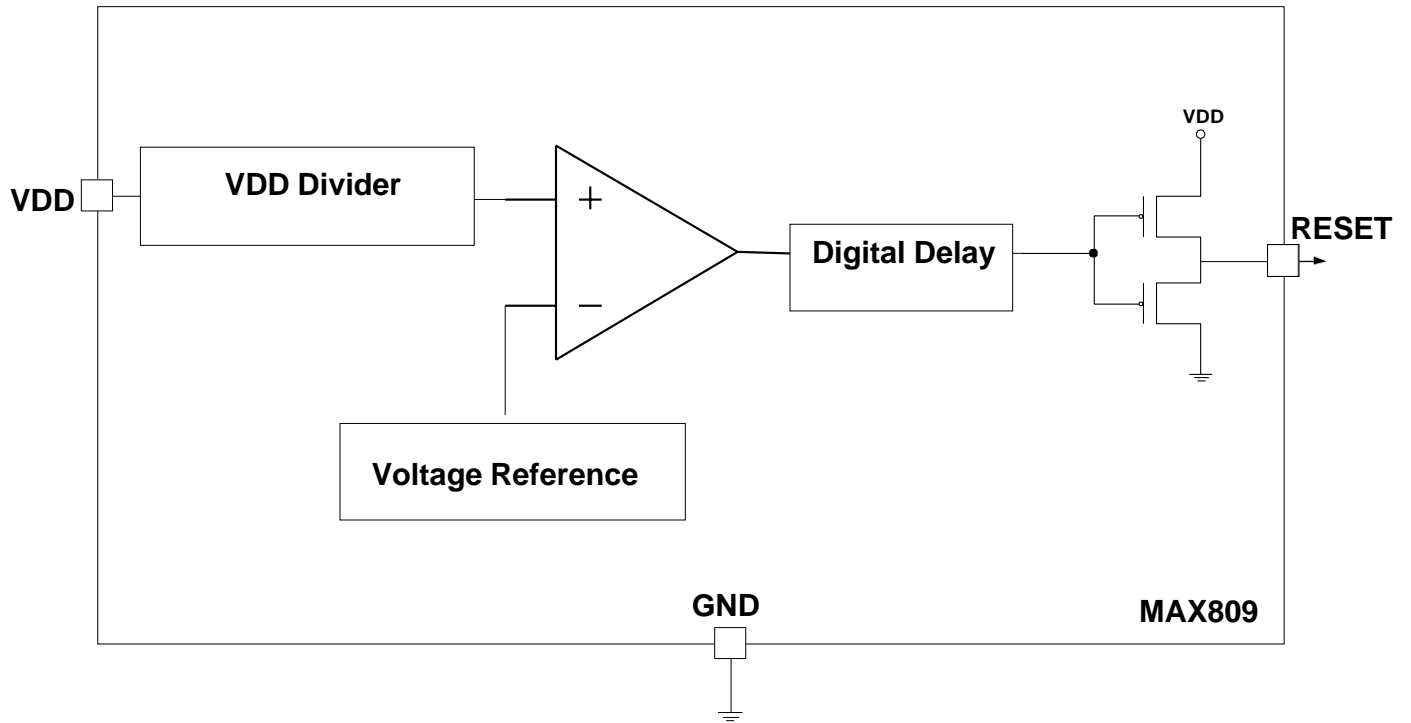 VDD
VDD Divider
+
−
Voltage Reference
Digital Delay
VDD
RESET
GND
MAX809